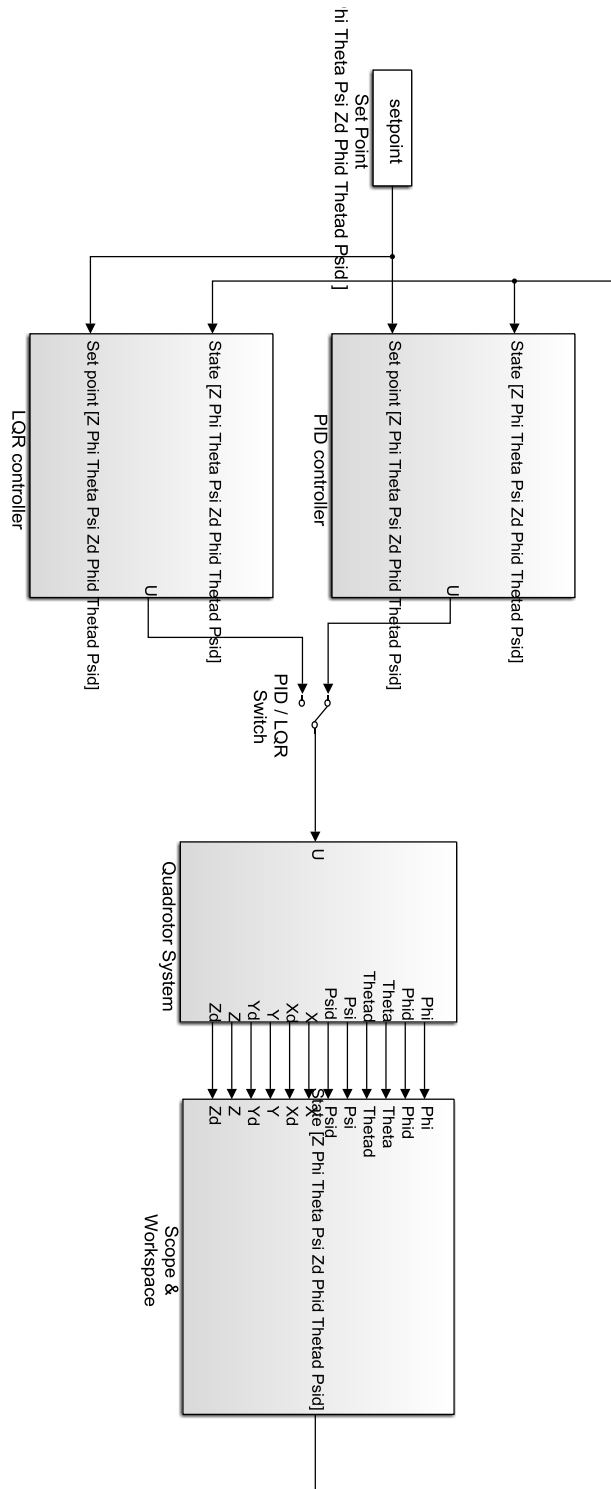 setpoint
Set Point
hi Theta Psi Zd Phid Thetad Psid ]
State [Z Phi Theta Psi Zd Phid Thetad Psid]
Set point [Z Phi Theta Psi Zd Phid Thetad Psid]
U
PID controller
State [Z Phi Theta Psi Zd Phid Thetad Psid]
Set point [Z Phi Theta Psi Zd Phid Thetad Psid]
U
LQR controller
PID / LQR
Switch
U
Phi
Phid
Theta
Thetad
Psi
Psid
X
Xd
Y
Yd
Z
Zd
Quadrotor System
Phi
Phid
Theta
Thetad
Psi
Psid
X
Xd
Y
Yd
Z
Zd
State [Z Phi Theta Psi Zd Phid Thetad Psid]
Scope &
Workspace